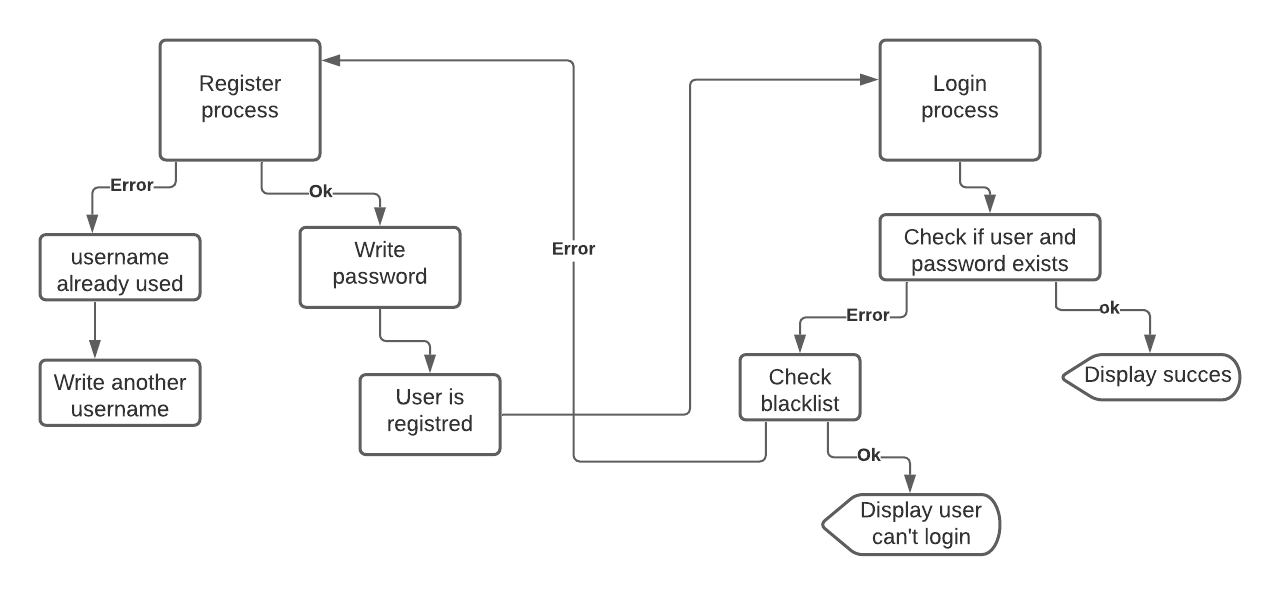 Register
process
Login
process
Error
Ok
username
already used
Write
password
Error
Check if user and
password exists
Error
ok
Write another
username
User is
registred
Check
blacklist
Display succes
Ok
Display user
can't login